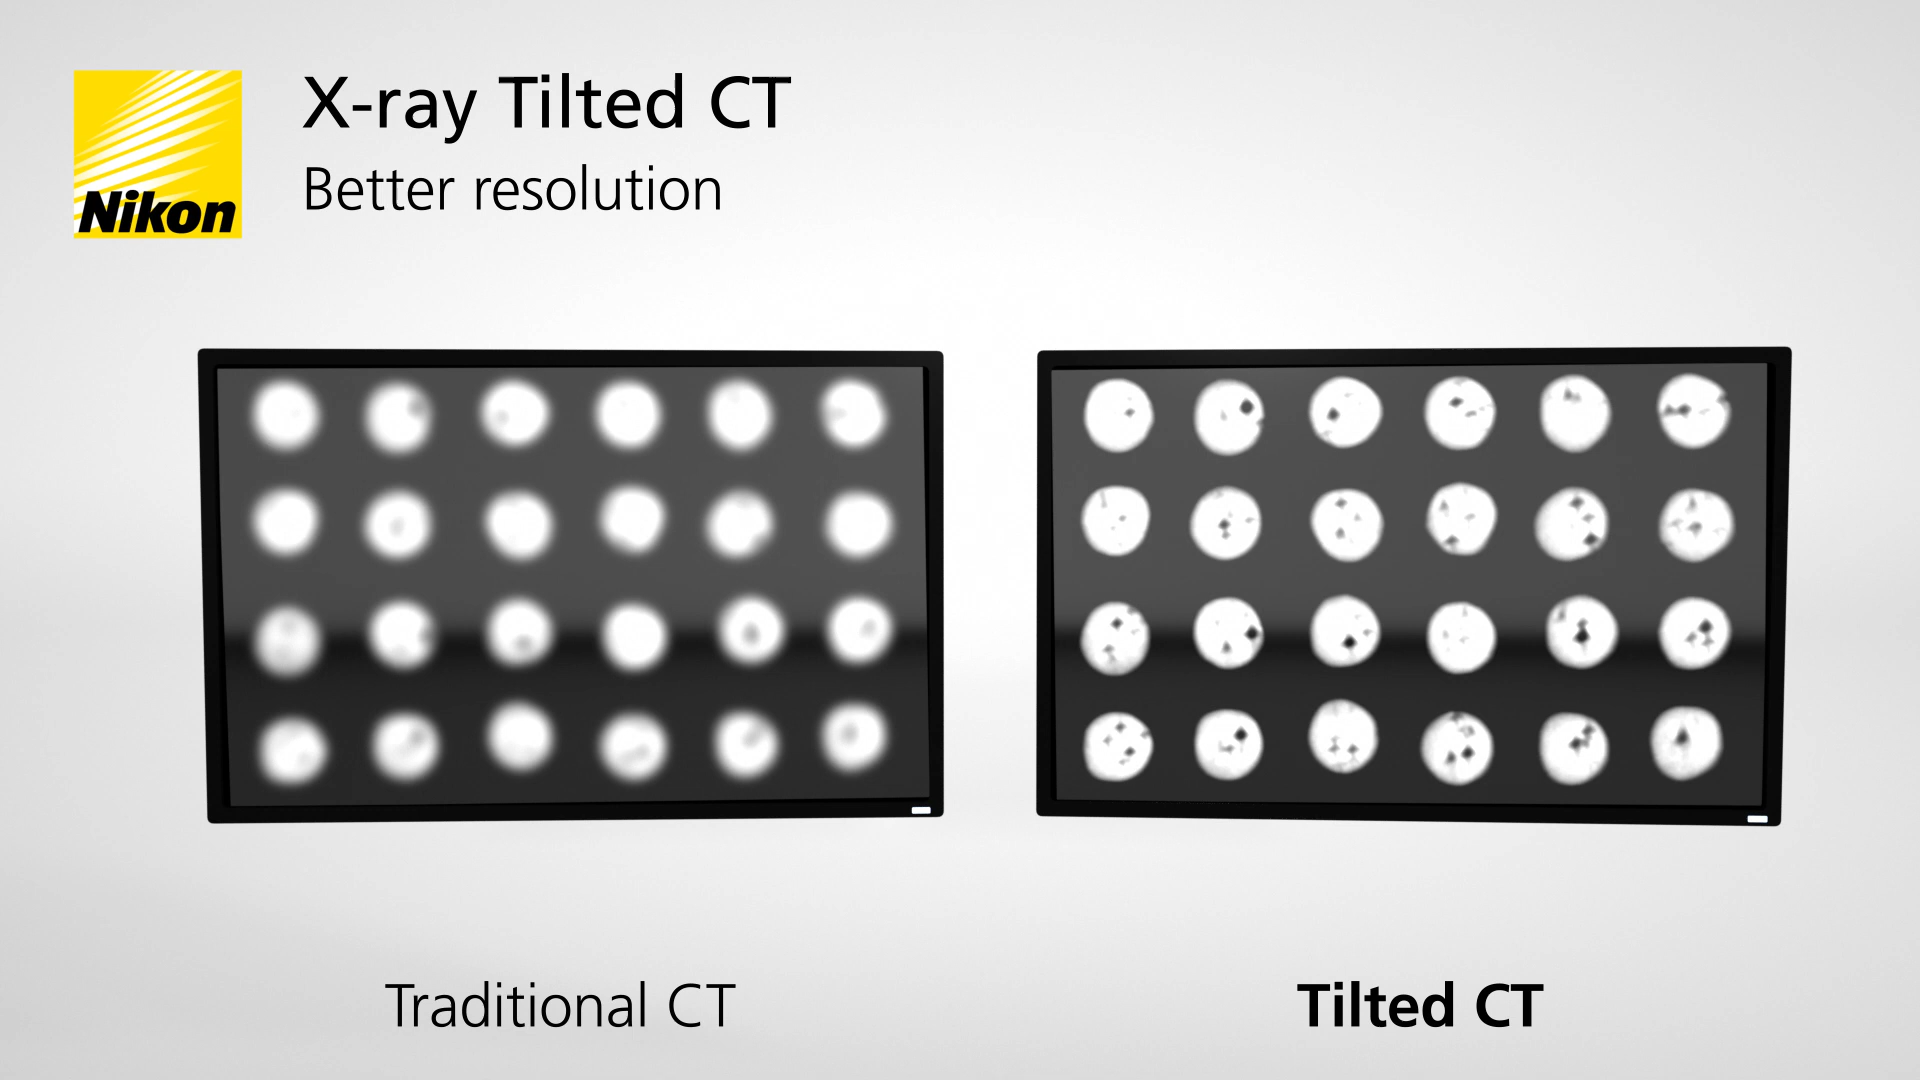 Nikon
X-ray Tilted CT
Better resolution
Traditional CT
Tilted CT